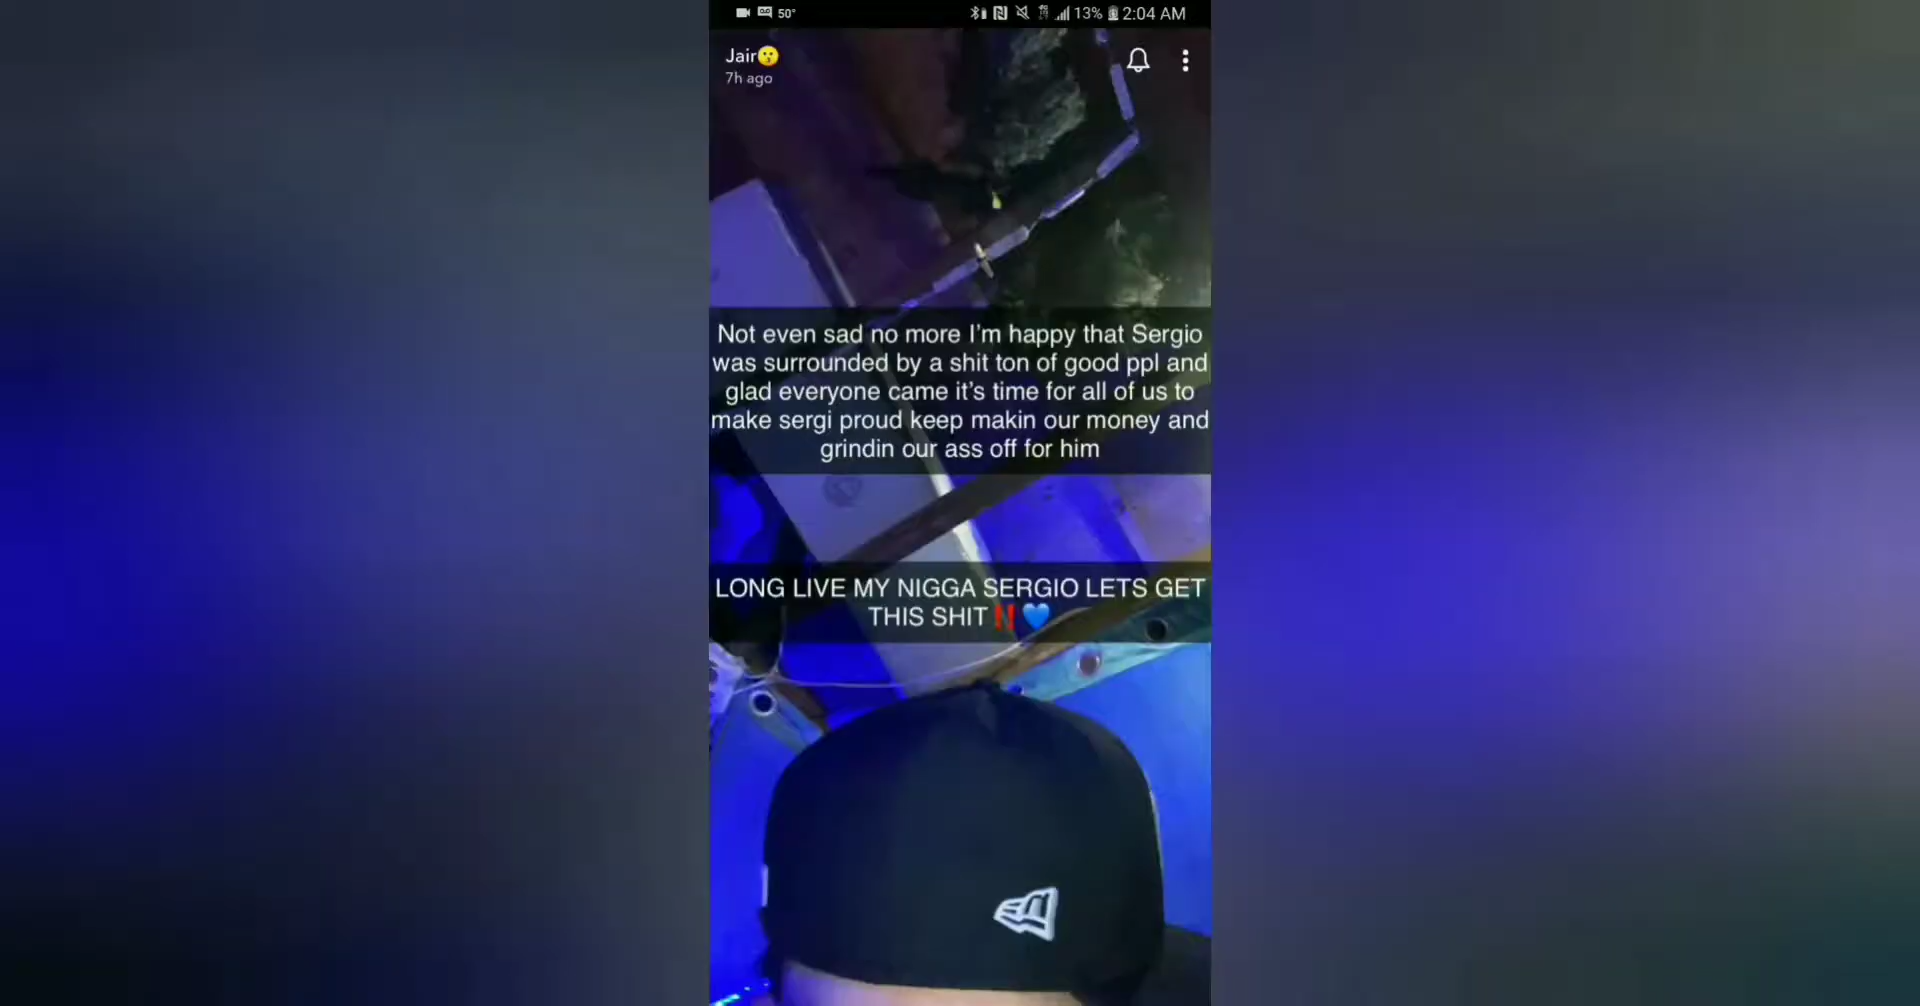 50°
13% 2:04 AM
Jair😗
7h ago
Not even sad no more I'm happy that Sergio
was surrounded by a shit ton of good ppl and
glad everyone came it's time for all of us to
make sergi proud keep makin our money and
grindin our ass off for him
LONG LIVE MY NIGGA SERGIO LETS GET
THIS SHIT‼️💙